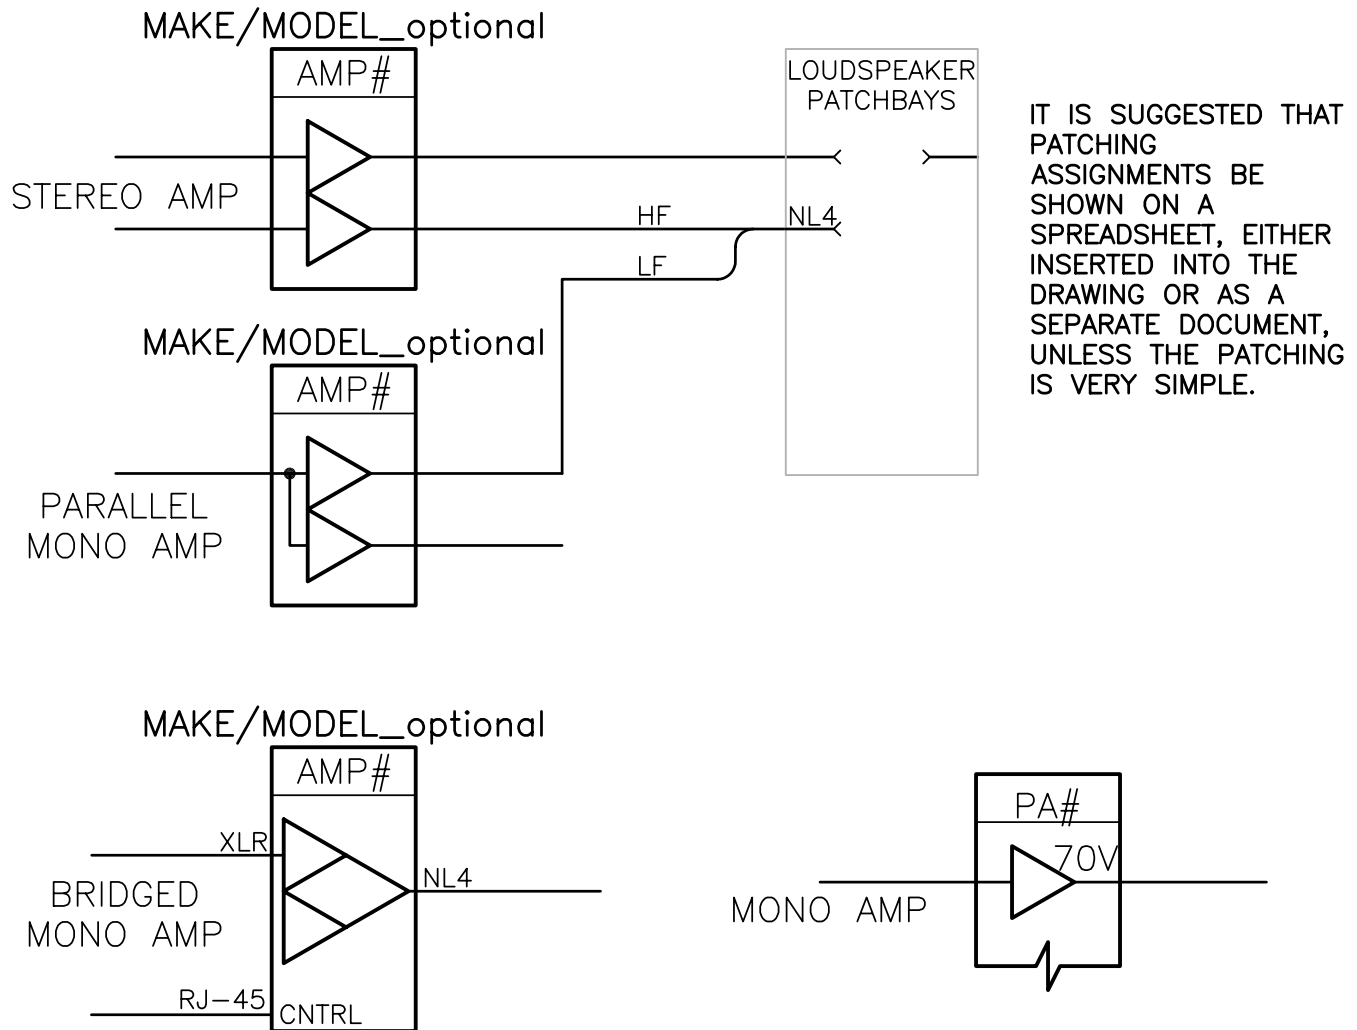 MAKE/MODEL_optional
AMP#
STEREO AMP
HF
LF
NL4
LOUDSPEAKER
PATCHBAYS
IT IS SUGGESTED THAT
PATCHING
ASSIGNMENTS BE
SHOWN ON A
SPREADSHEET, EITHER
INSERTED INTO THE
DRAWING OR AS A
SEPARATE DOCUMENT,
UNLESS THE PATCHING
IS VERY SIMPLE.
MAKE/MODEL_optional
AMP#
PARALLEL
MONO AMP
MAKE/MODEL_optional
AMP#
XLR
BRIDGED
MONO AMP
NL4
RJ-45
CNTRL
PA#
70V
MONO AMP